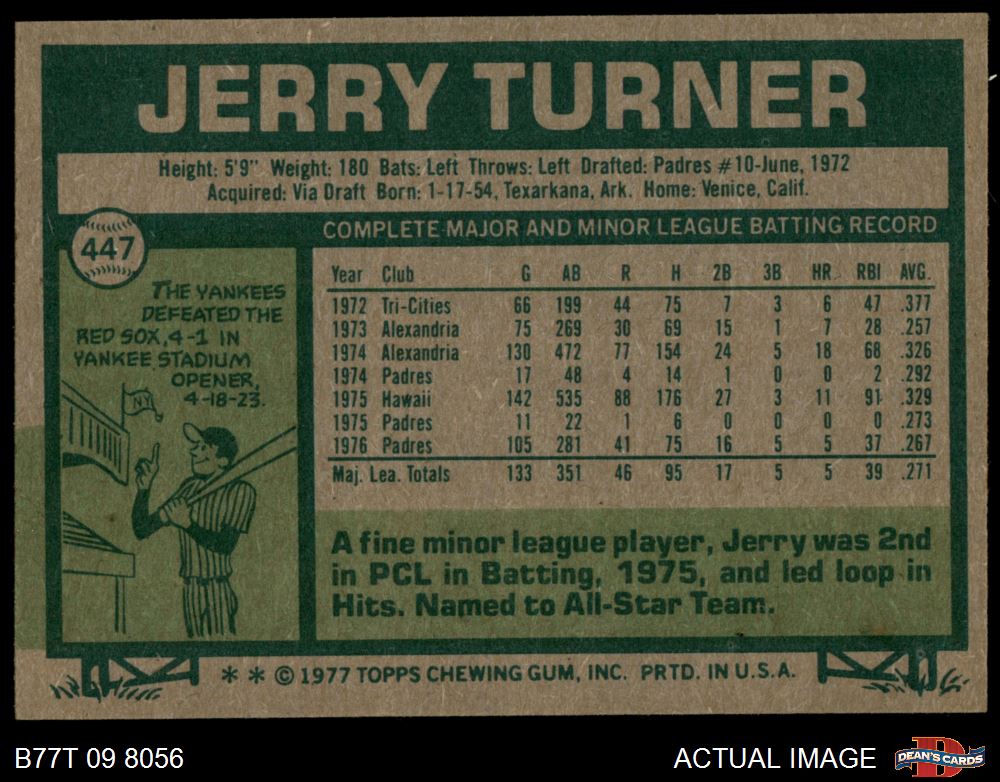 JERRY TURNER
Height: 5'9" Weight: 180 Bats: Left Throws: Left Drafted: Padres #10-June, 1972
Acquired: Via Draft Born: 1-17-54, Texarkana, Ark. Home: Venice, Calif.
447
COMPLETE MAJOR AND MINOR LEAGUE BATTING RECORD
THE YANKEES
DEFEATED THE
RED SOX, 4-1 IN
YANKEE STADIUM
OPENER,
4-18-23.
NY
Year Club G AB R H 2B 3B HR RBI AVG.
1972 Tri-Cities 66 199 44 75 7 3 6 47 .377
1973 Alexandria 75 269 30 69 15 1 7 28 .257
1974 Alexandria 130 472 77 154 24 5 18 68 .326
1974 Padres 17 48 4 14 1 0 0 2 .292
1975 Hawaii 142 535 88 176 27 3 11 91 .329
1975 Padres 11 22 1 6 0 0 0 0 .273
1976 Padres 105 281 41 75 16 5 5 37 .267
Maj. Lea. Totals 133 351 46 95 17 5 5 39 .271
A fine minor league player, Jerry was 2nd
in PCL in Batting, 1975, and led loop in
Hits. Named to All-Star Team.
* * © 1977 TOPPS CHEWING GUM, INC. PRTD. IN U.S.A.
B77T 09 8056
ACTUAL IMAGE
D
DEAN'S CARDS